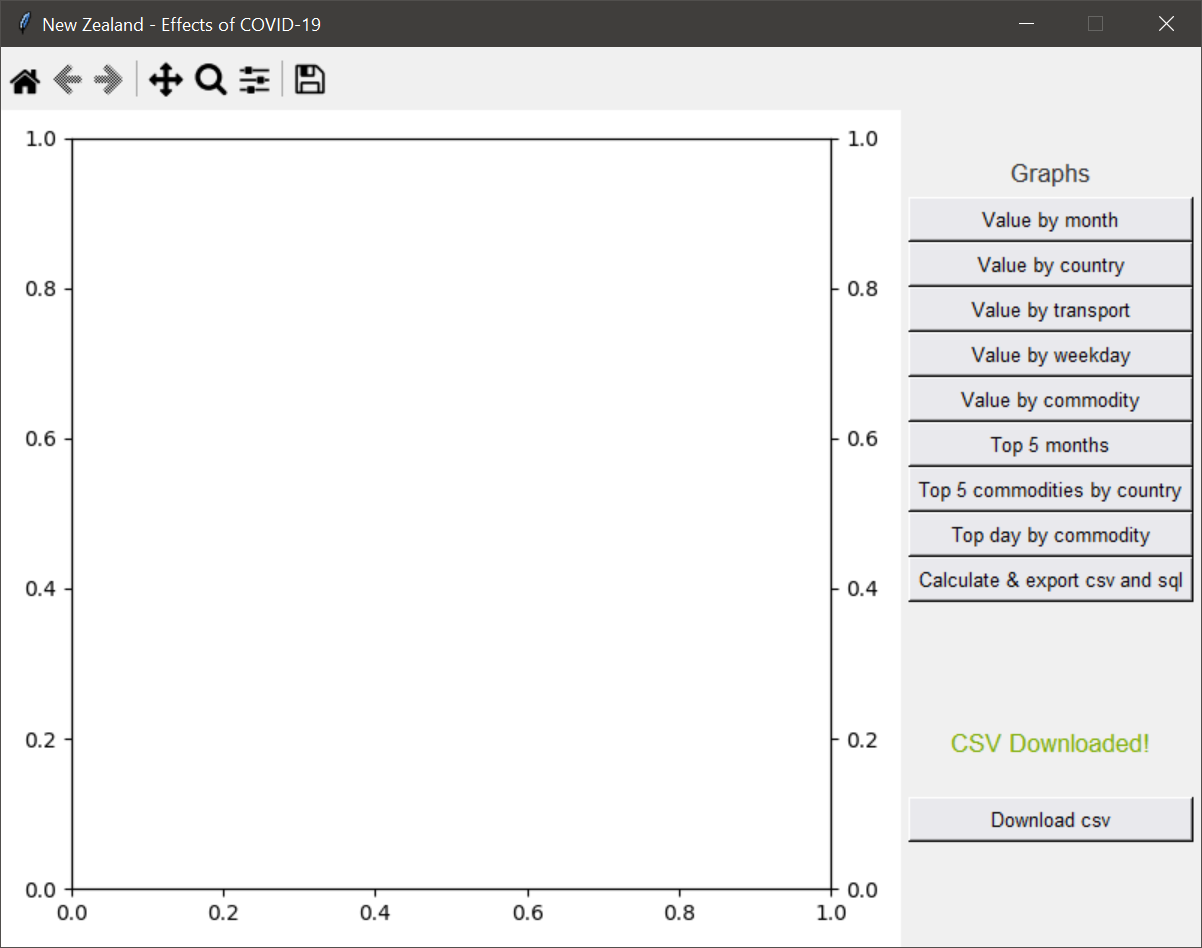 New Zealand - Effects of COVID-19
1.0 1.0
Graphs
Value by month
Value by country
0.8 0.8
Value by transport
Value by weekday
Value by commodity
0.6 0.6
Top 5 months
Top 5 commodities by country
Top day by commodity
0.4 0.4
Calculate & export csv and sql
0.2 0.2
CSV Downloaded!
Download csv
0.0 0.0
0.0 0.2 0.4 0.6 0.8 1.0